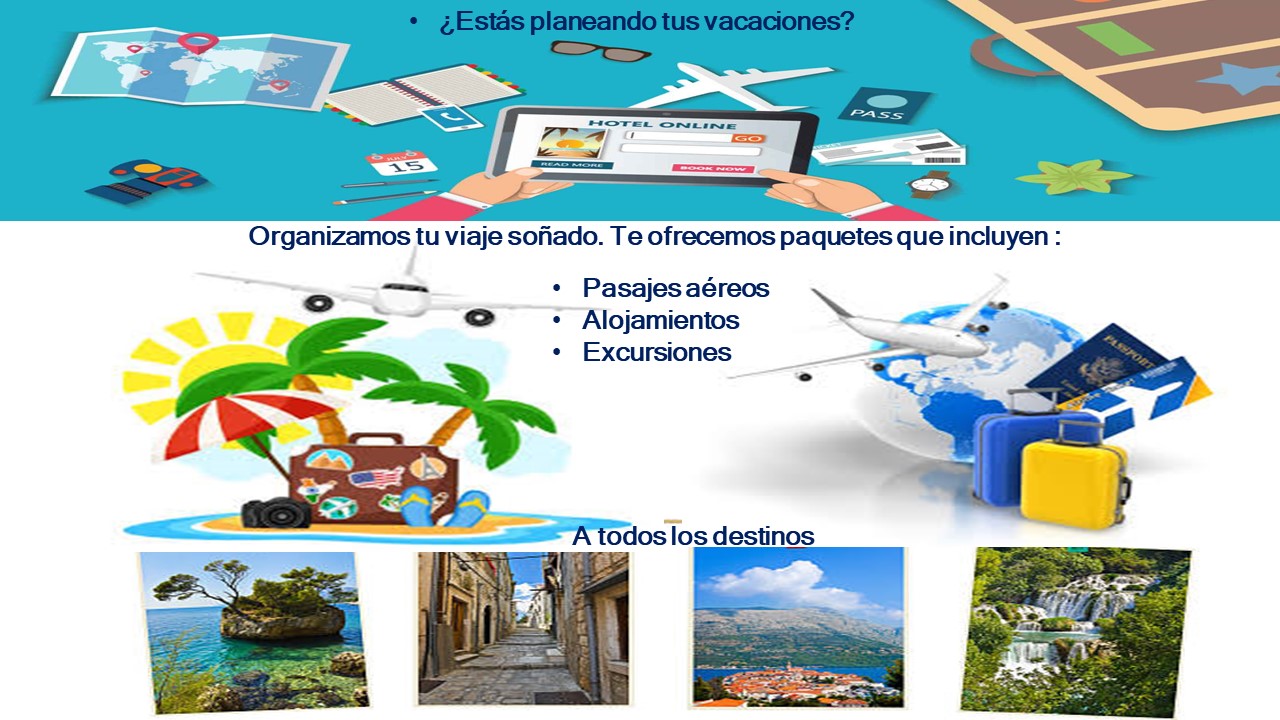 • ¿Estás planeando tus vacaciones?
PASS
HOTEL ONLINE
GO
READ MORE
BOOK NOW
JULY
15
Organizamos tu viaje soñado. Te ofrecemos paquetes que incluyen :
• Pasajes aéreos
• Alojamientos
• Excursiones
PASSPORT
A todos los destinos